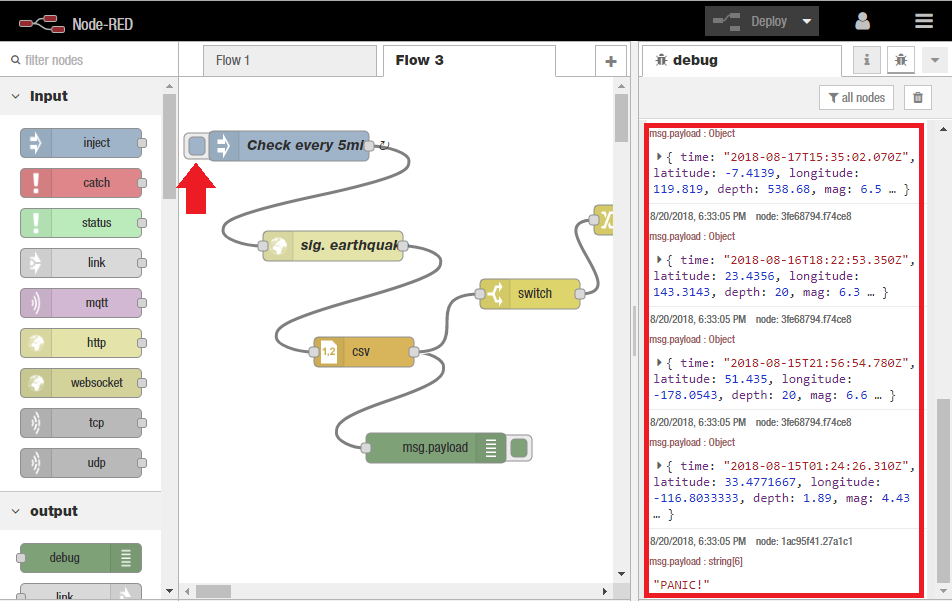 Node-RED
Deploy
filter nodes
Flow 1
Flow 3
+
debug
i
all nodes
Input
inject
catch
status
link
mqtt
http
websocket
tcp
udp
output
debug
link
Check every 5mi
sig. earthquak
1,2 csv
switch
msg.payload
msg.payload : Object
{ time: "2018-08-17T15:35:02.070Z",
latitude: -7.4139, longitude:
119.819, depth: 538.68, mag: 6.5 … }
8/20/2018, 6:33:05 PM node: 3fe68794.f74ce8
msg.payload : Object
{ time: "2018-08-16T18:22:53.350Z",
latitude: 23.4356, longitude:
143.3143, depth: 20, mag: 6.3 … }
8/20/2018, 6:33:05 PM node: 3fe68794.f74ce8
msg.payload : Object
{ time: "2018-08-15T21:56:54.780Z",
latitude: 51.435, longitude:
-178.0543, depth: 20, mag: 6.6 … }
8/20/2018, 6:33:05 PM node: 3fe68794.f74ce8
msg.payload : Object
{ time: "2018-08-15T01:24:26.310Z",
latitude: 33.4771667, longitude:
-116.8033333, depth: 1.89, mag: 4.43
… }
8/20/2018, 6:33:05 PM node: 1ac95f41.27a1c1
msg.payload : string[6]
"PANIC!"